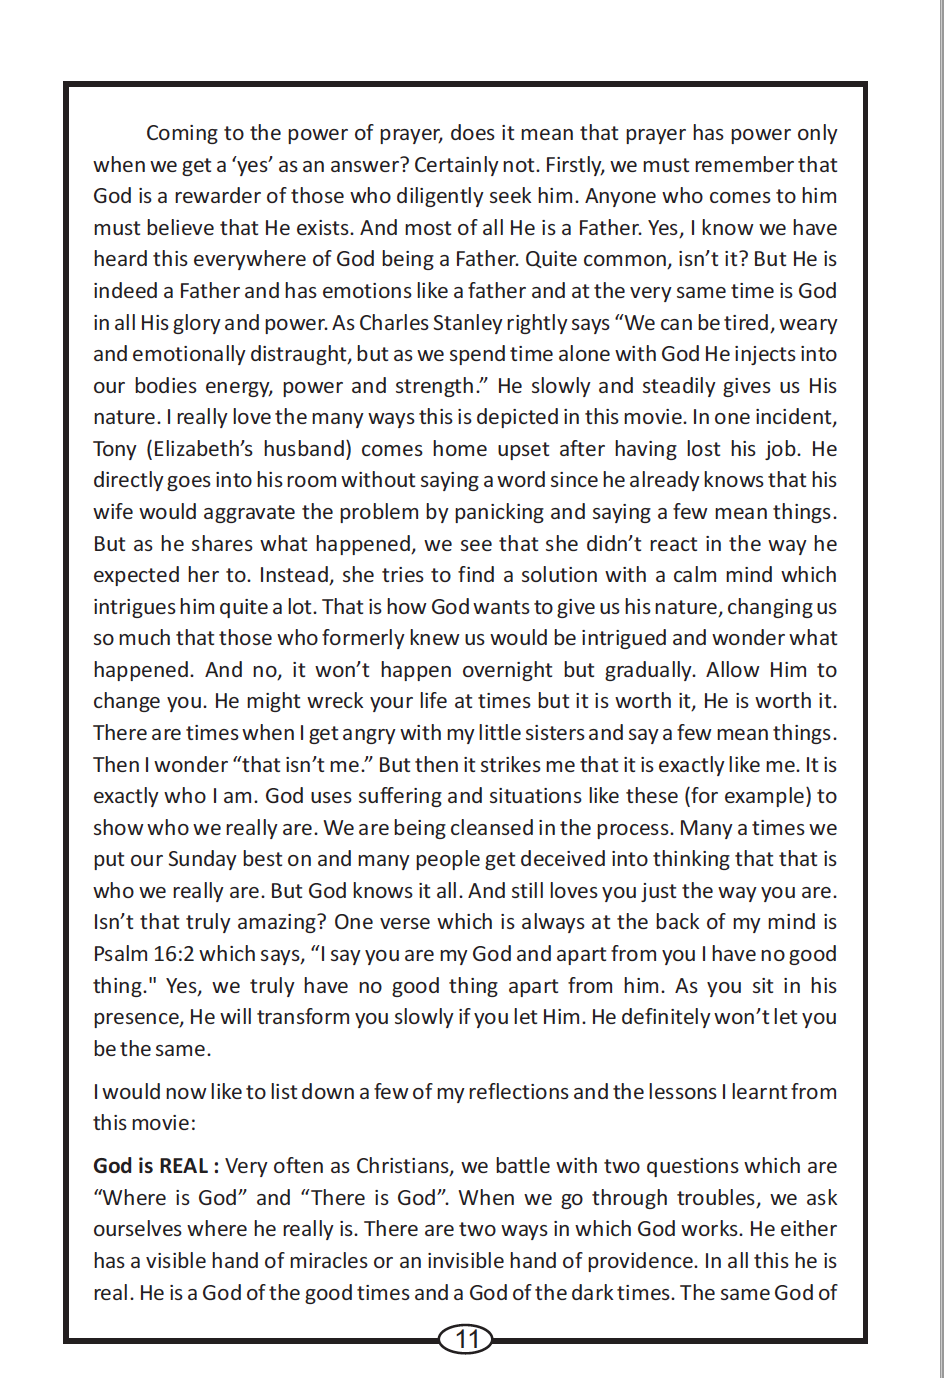 Coming to the power of prayer, does it mean that prayer has power only
when we get a ‘yes’ as an answer? Certainly not. Firstly, we must remember that
God is a rewarder of those who diligently seek him. Anyone who comes to him
must believe that He exists. And most of all He is a Father. Yes, I know we have
heard this everywhere of God being a Father. Quite common, isn’t it? But He is
indeed a Father and has emotions like a father and at the very same time is God
in all His glory and power. As Charles Stanley rightly says “We can be tired, weary
and emotionally distraught, but as we spend time alone with God He injects into
our bodies energy, power and strength.” He slowly and steadily gives us His
nature. I really love the many ways this is depicted in this movie. In one incident,
Tony (Elizabeth’s husband) comes home upset after having lost his job. He
directly goes into his room without saying a word since he already knows that his
wife would aggravate the problem by panicking and saying a few mean things.
But as he shares what happened, we see that she didn’t react in the way he
expected her to. Instead, she tries to find a solution with a calm mind which
intrigues him quite a lot. That is how God wants to give us his nature, changing us
so much that those who formerly knew us would be intrigued and wonder what
happened. And no, it won’t happen overnight but gradually. Allow Him to
change you. He might wreck your life at times but it is worth it, He is worth it.
There are times when I get angry with my little sisters and say a few mean things.
Then I wonder “that isn’t me.” But then it strikes me that it is exactly like me. It is
exactly who I am. God uses suffering and situations like these (for example) to
show who we really are. We are being cleansed in the process. Many a times we
put our Sunday best on and many people get deceived into thinking that that is
who we really are. But God knows it all. And still loves you just the way you are.
Isn’t that truly amazing? One verse which is always at the back of my mind is
Psalm 16:2 which says, “I say you are my God and apart from you I have no good
thing." Yes, we truly have no good thing apart from him. As you sit in his
presence, He will transform you slowly if you let Him. He definitely won’t let you
be the same.
I would now like to list down a few of my reflections and the lessons I learnt from
this movie:
God is REAL : Very often as Christians, we battle with two questions which are
“Where is God” and “There is God”. When we go through troubles, we ask
ourselves where he really is. There are two ways in which God works. He either
has a visible hand of miracles or an invisible hand of providence. In all this he is
real. He is a God of the good times and a God of the dark times. The same God of
11